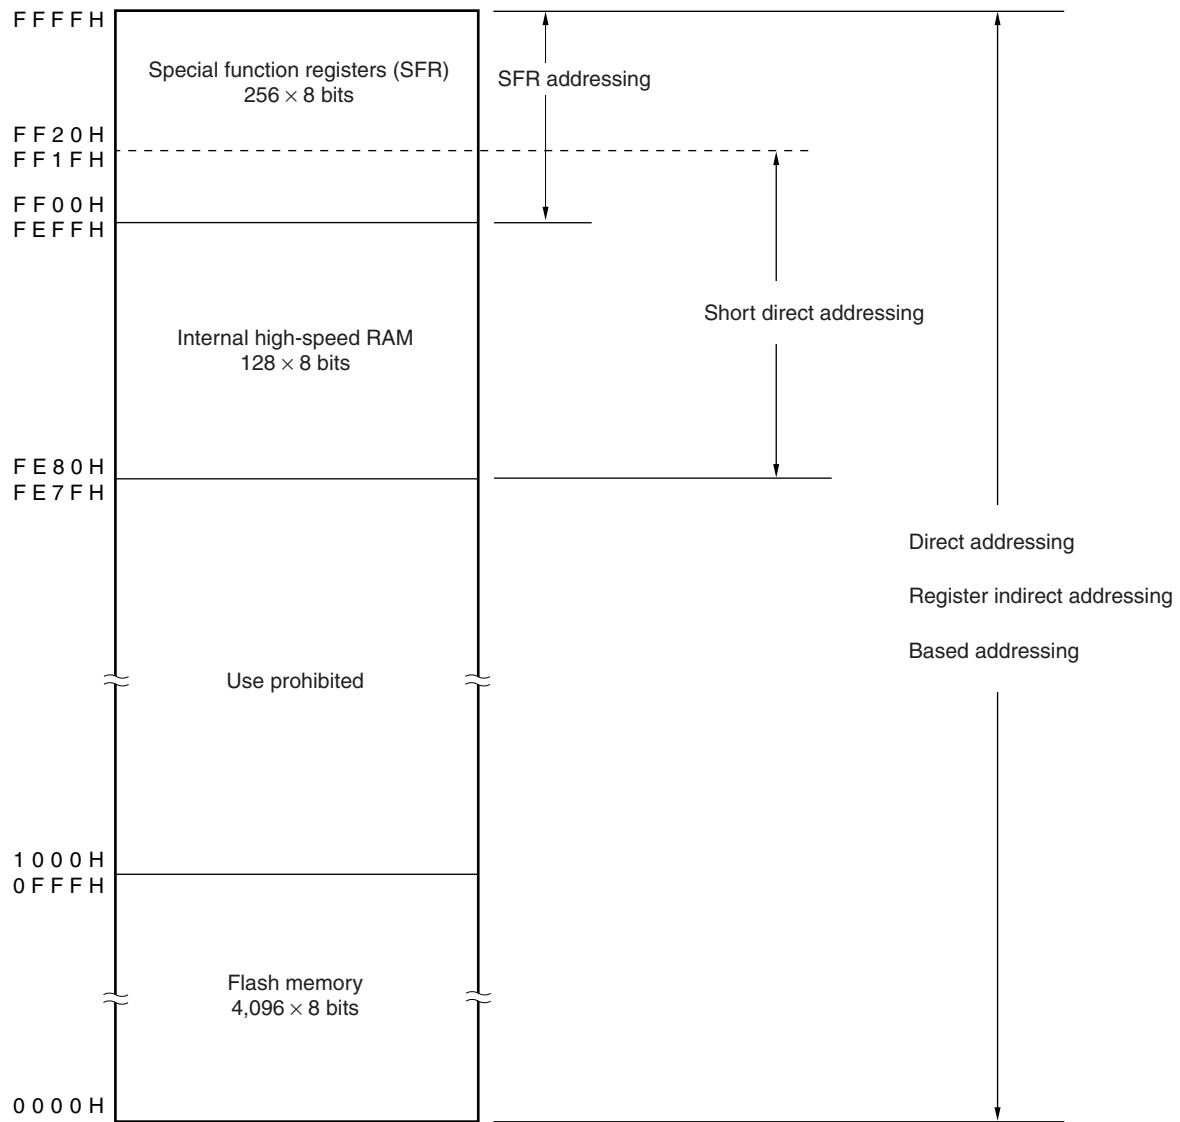 FFFFH
Special function registers (SFR)
256 × 8 bits
SFR addressing
FF20H
FF1FH
FF00H
FEFFH
Short direct addressing
Internal high-speed RAM
128 × 8 bits
FE80H
FE7FH
Direct addressing
Register indirect addressing
Based addressing
Use prohibited
1000H
0FFFH
Flash memory
4,096 × 8 bits
0000H